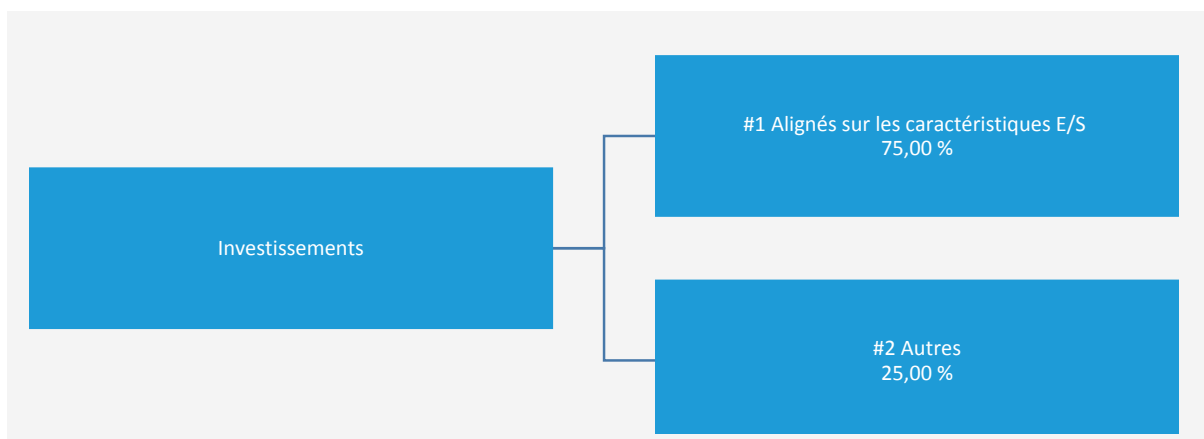 Investissements
#1 Alignés sur les caractéristiques E/S
75,00 %
#2 Autres
25,00 %